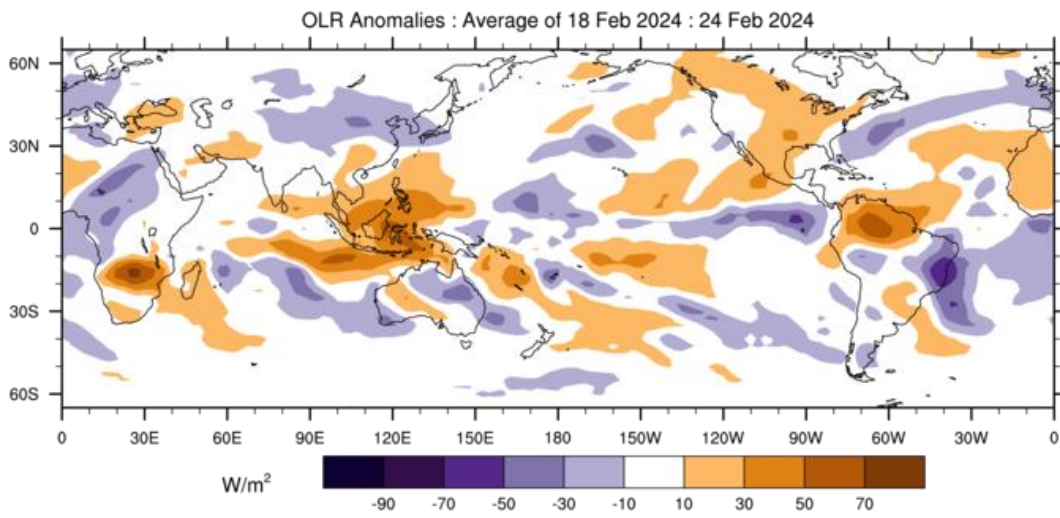 OLR Anomalies : Average of 18 Feb 2024 : 24 Feb 2024
60N
30N
0
30S
60S
0 30E 60E 90E 120E 150E 180 150W 120W 90W 60W 30W 0
W/m²
-90 -70 -50 -30 -10 10 30 50 70